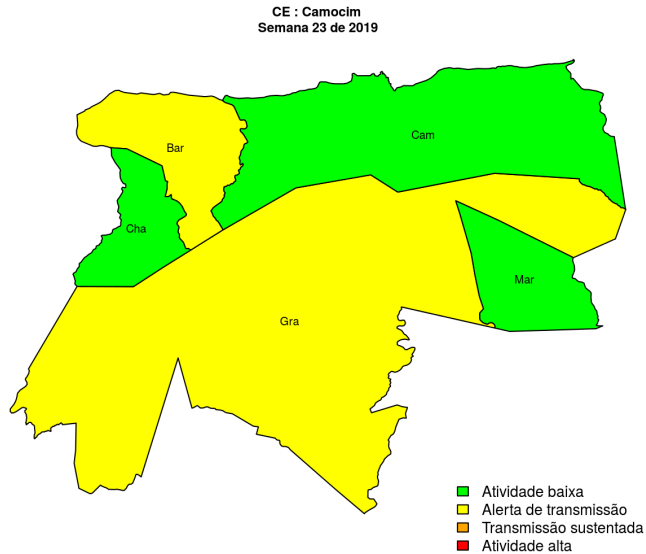 CE : Camocim
Semana 23 de 2019
Cam
Bar
Cha
Mar
Gra
Atividade baixa
Alerta de transmissão
Transmissão sustentada
Atividade alta